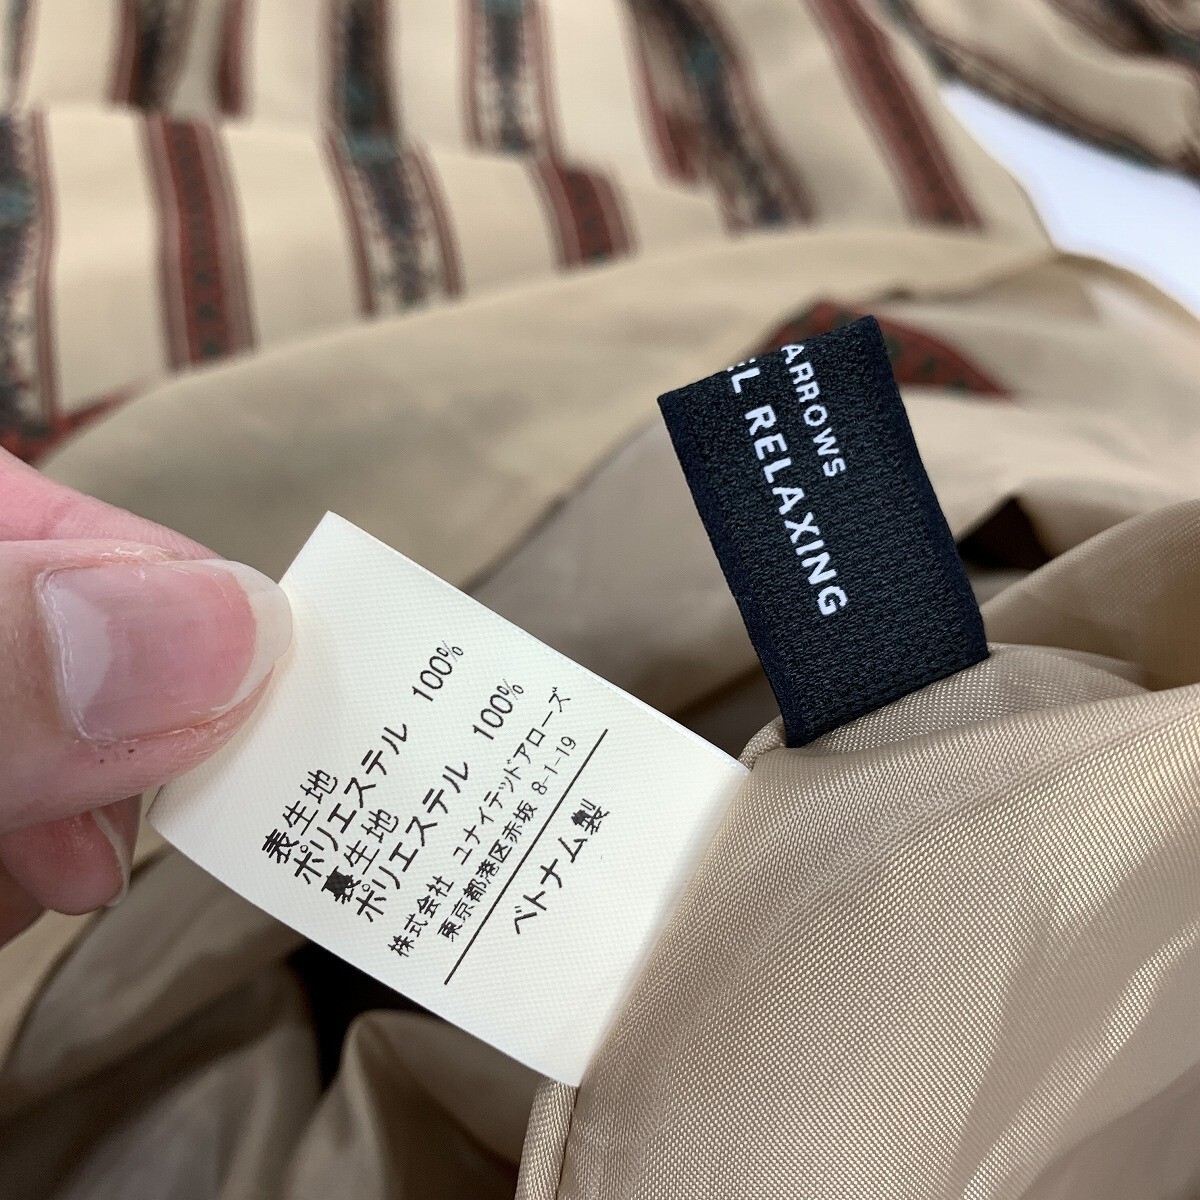 ARROWS
EL RELAXING
表生地
ポリエステル 100%
裏生地
ポリエステル 100%
株式会社 ユナイテッドアローズ
東京都港区赤坂 8-1-19
ベトナム製